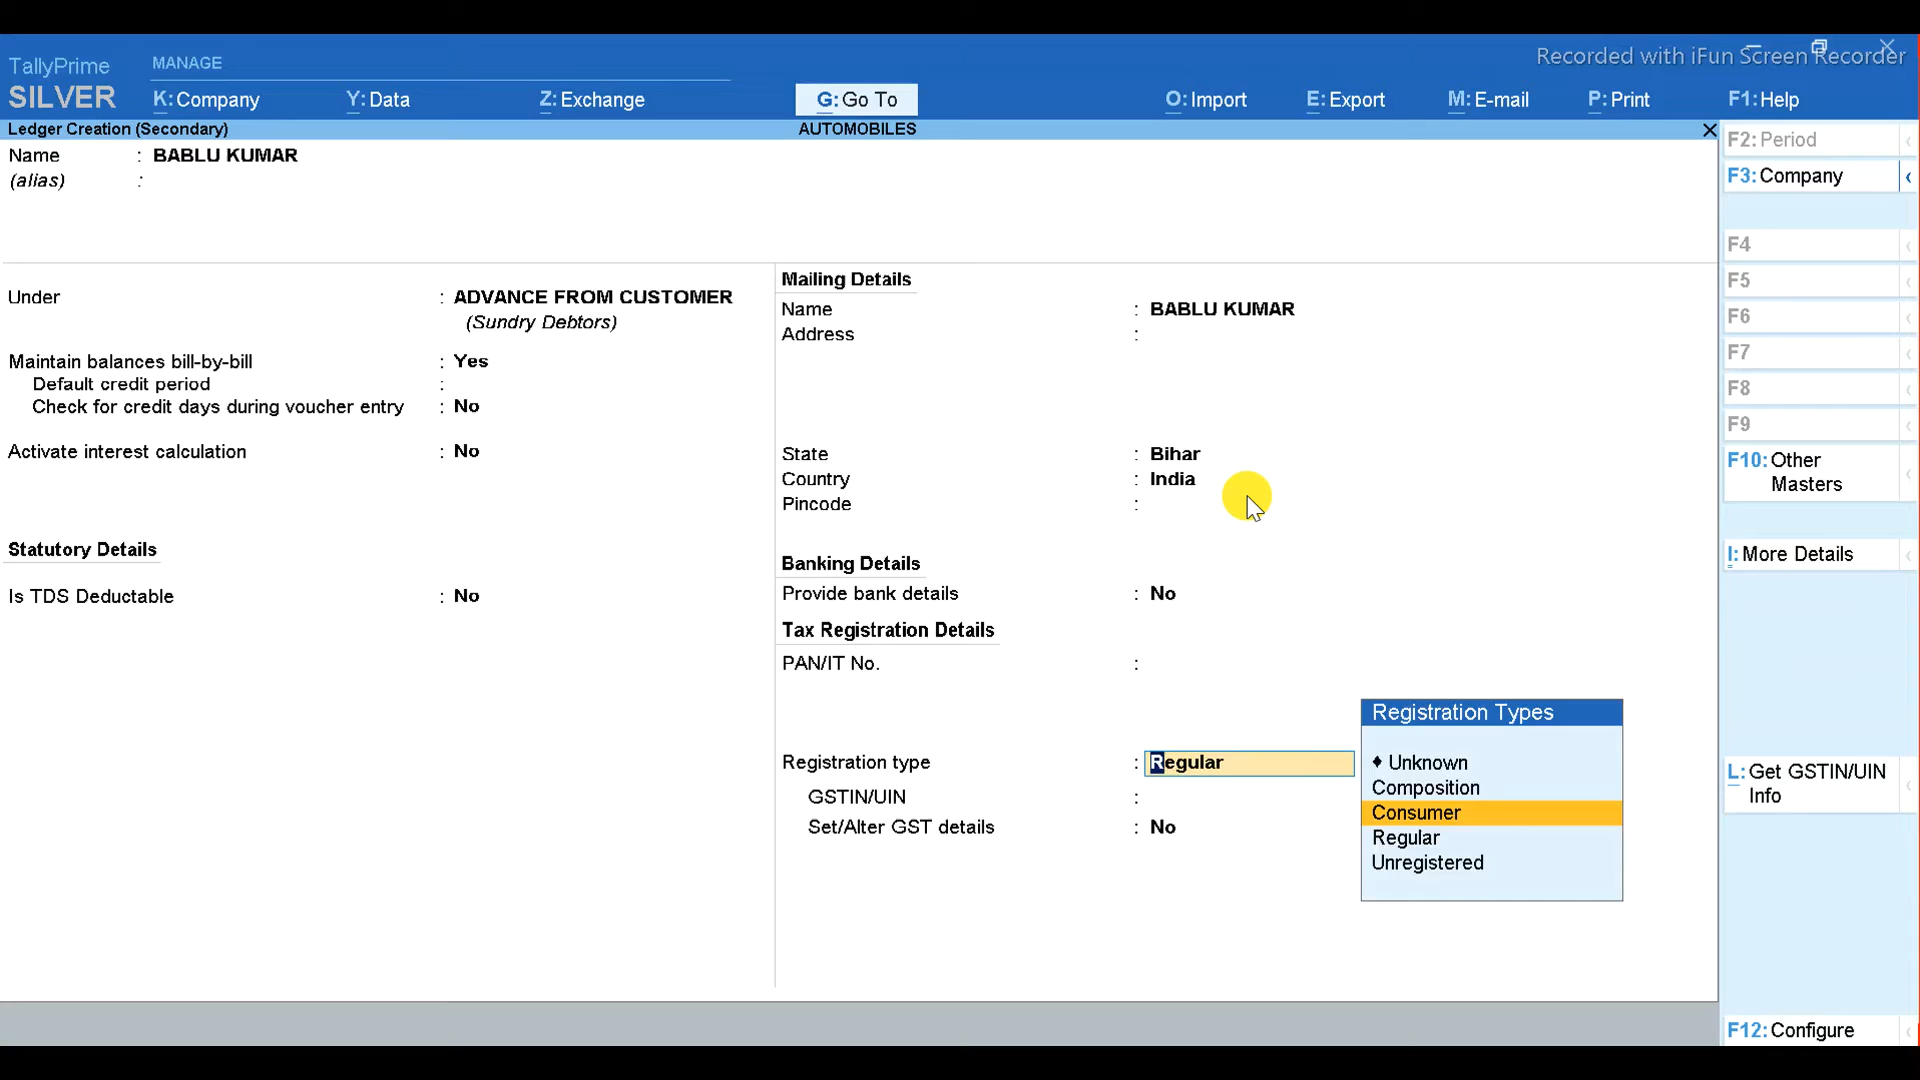 Recorded with iFun Screen Recorder
TallyPrime
SILVER
MANAGE
K: Company
Y: Data
Z: Exchange
G: Go To
O: Import
E: Export
M: E-mail
P: Print
F1: Help
Ledger Creation (Secondary)
AUTOMOBILES
Name : BABLU KUMAR
(alias) :
Under : ADVANCE FROM CUSTOMER
(Sundry Debtors)
Maintain balances bill-by-bill : Yes
Default credit period :
Check for credit days during voucher entry : No
Activate interest calculation : No
Statutory Details
Is TDS Deductable : No
Mailing Details
Name : BABLU KUMAR
Address :
State : Bihar
Country : India
Pincode :
Banking Details
Provide bank details : No
Tax Registration Details
PAN/IT No. :
Registration type : Regular
GSTIN/UIN :
Set/Alter GST details : No
Registration Types
♦ Unknown
Composition
Consumer
Regular
Unregistered
F2: Period
F3: Company
F4
F5
F6
F7
F8
F9
F10: Other
Masters
I: More Details
L: Get GSTIN/UIN
Info
F12: Configure